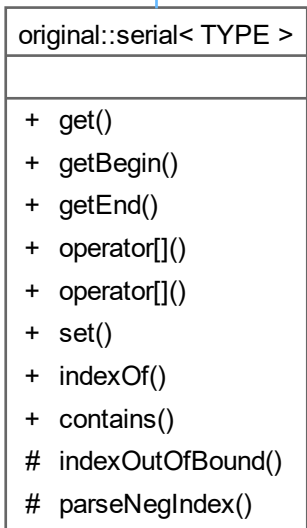 original::serial< TYPE >
+ get()
+ getBegin()
+ getEnd()
+ operator[]()
+ operator[]()
+ set()
+ indexOf()
+ contains()
# indexOutOfBound()
# parseNegIndex()